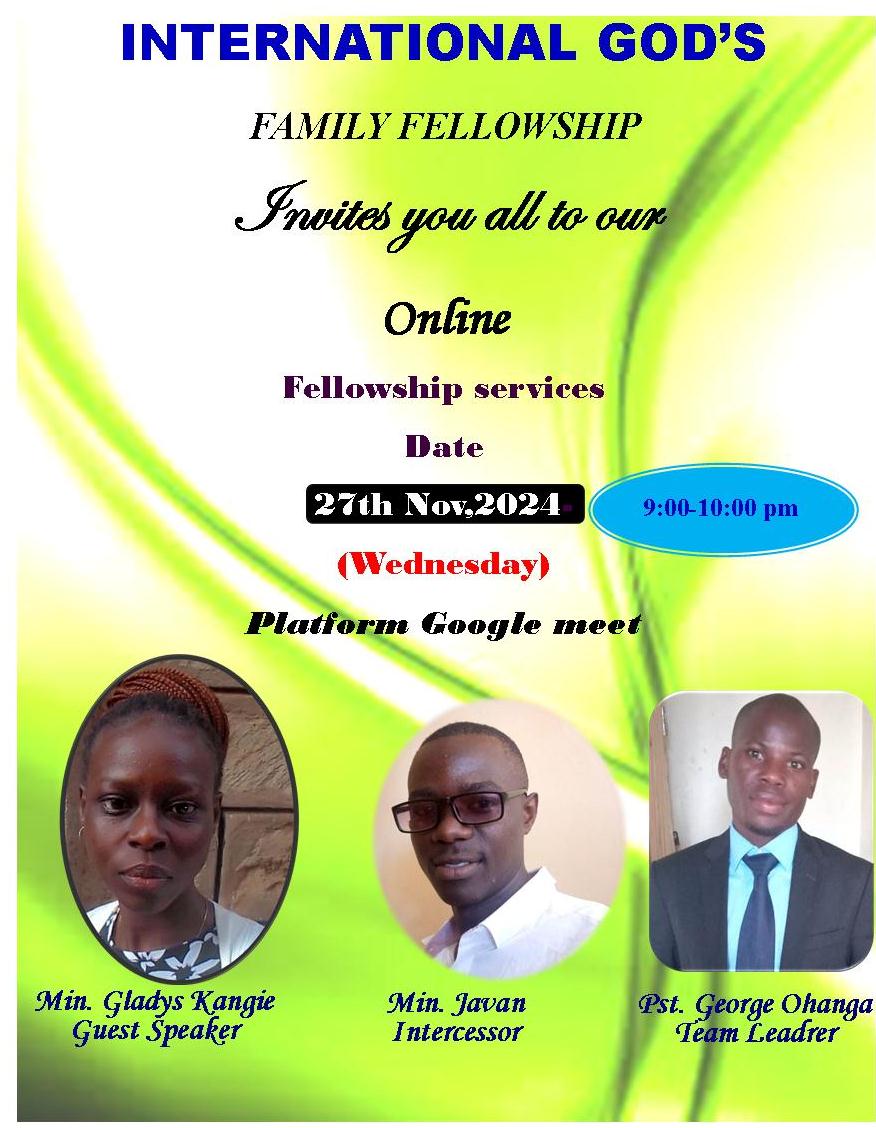 INTERNATIONAL GOD’S
FAMILY FELLOWSHIP
Invites you all to our
Online
Fellowship services
Date
27th Nov,2024-
9:00-10:00 pm
(Wednesday)
Platform Google meet
Min. Gladys Kangie
Guest Speaker
Min. Javan
Intercessor
Pst. George Ohanga
Team Leadrer